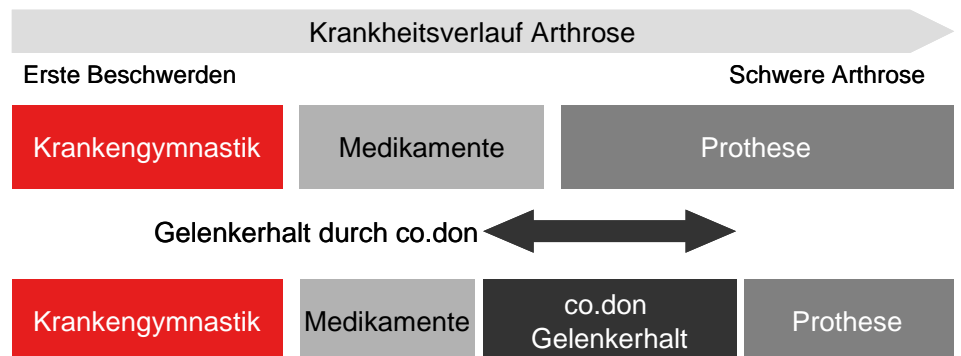 Krankheitsverlauf Arthrose
Erste Beschwerden
Schwere Arthrose
Krankengymnastik
Medikamente
Prothese
Gelenkerhalt durch co.don
Krankengymnastik
Medikamente
co.don
Gelenkerhalt
Prothese